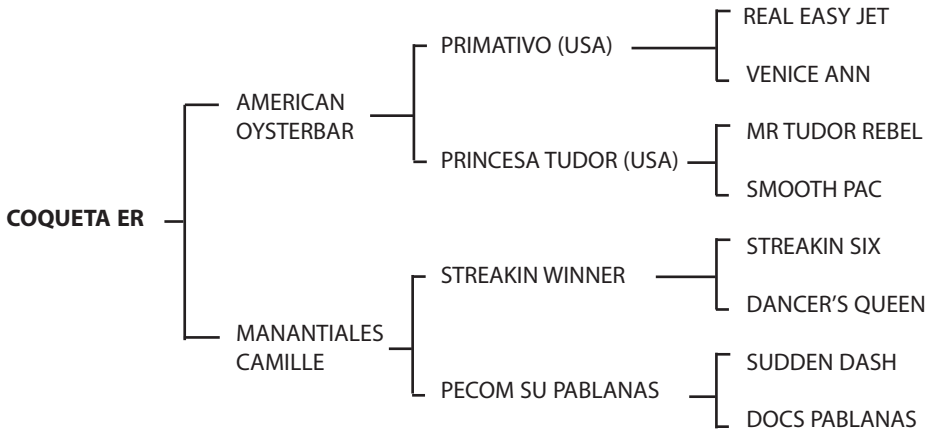 REAL EASY JET
PRIMATIVO (USA)
VENICE ANN
AMERICAN
OYSTERBAR
MR TUDOR REBEL
PRINCESA TUDOR (USA)
SMOOTH PAC
COQUETA ER
STREAKIN SIX
STREAKIN WINNER
DANCER'S QUEEN
MANANTIALES
CAMILLE
SUDDEN DASH
PECOM SU PABLANAS
DOCS PABLANAS